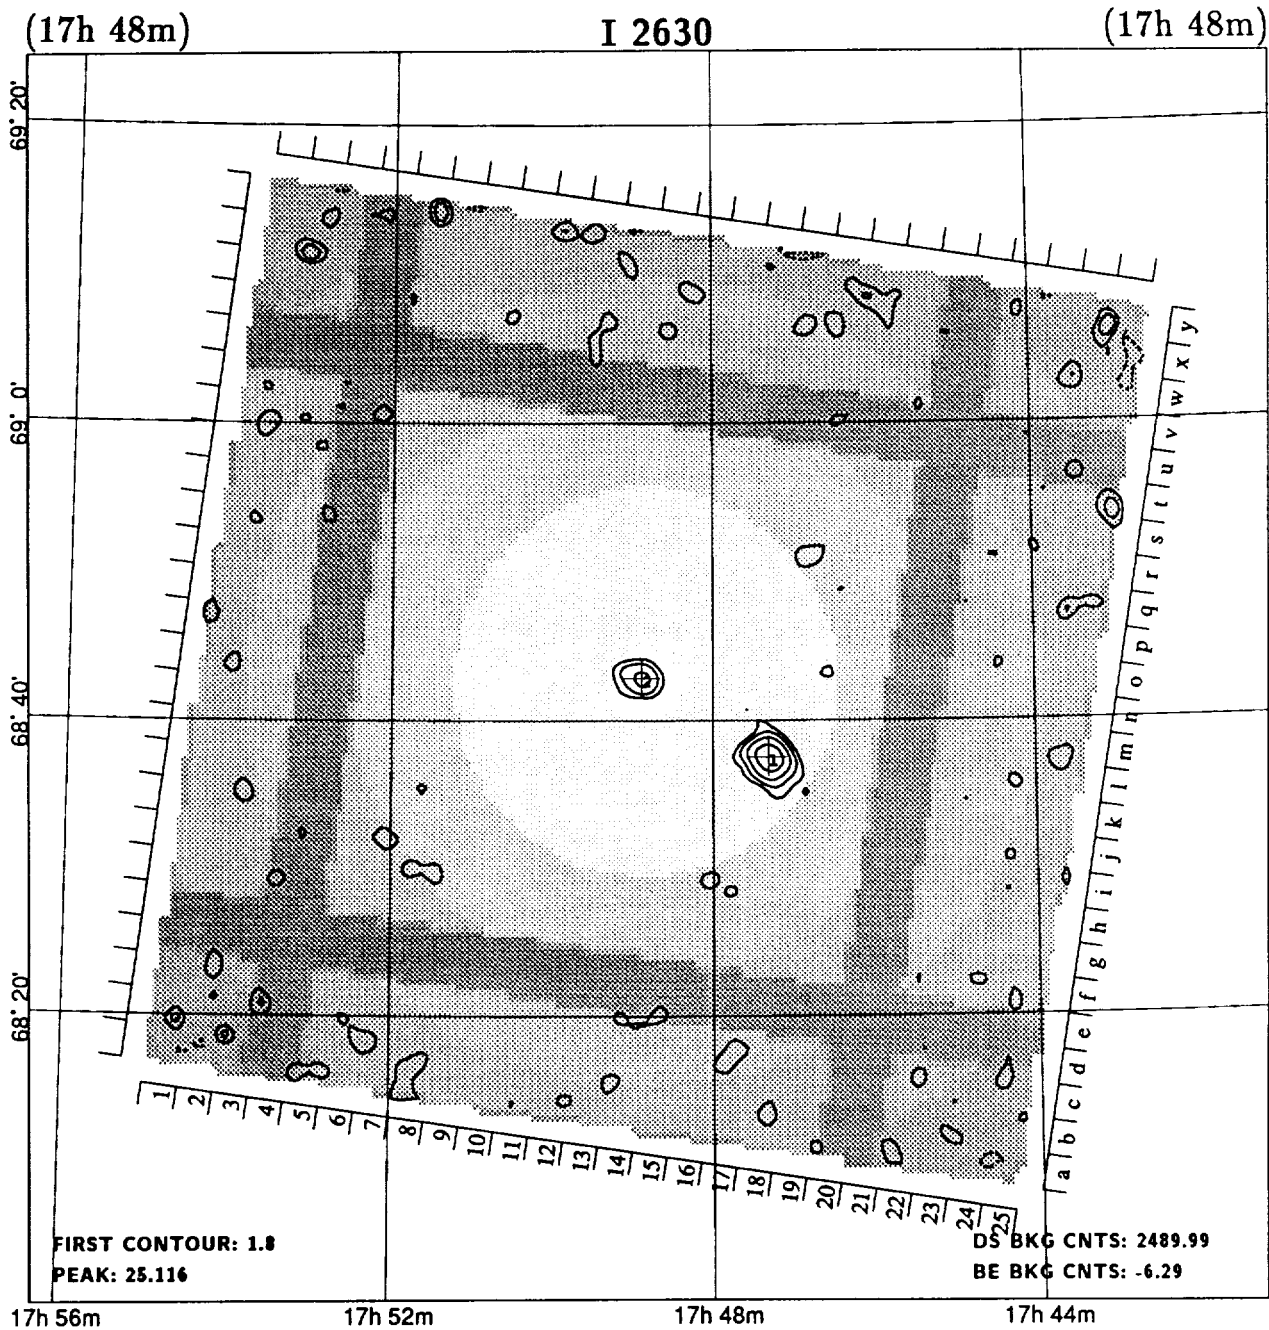 (17h 48m) I 2630 (17h 48m)
69° 20'
69° 0'
68° 40'
68° 20'
y
x
w
v
u
t
s
r
q
p
o
n
m
l
k
j
i
h
g
f
e
d
c
b
a
2
1
1 2 3 4 5 6 7 8 9 10 11 12 13 14 15 16 17 18 19 20 21 22 23 24 25
FIRST CONTOUR: 1.8
PEAK: 25.116
DS BKG CNTS: 2489.99
BE BKG CNTS: -6.29
17h 56m 17h 52m 17h 48m 17h 44m